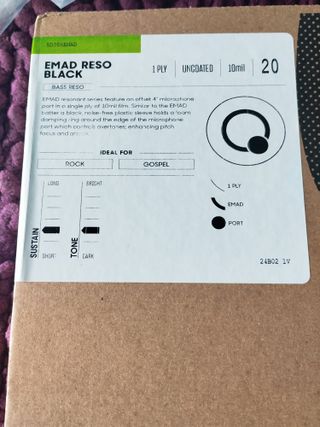 EMAD RESO
BLACK
1 PLY
UNCOATED
10mil
20
BASS RESO
EMAD resonant series feature an offset 4" microphone
port in a single ply of 10mil film. Similar to the EMAD
batter a black, noise-free plastic sleeve holds a foam
damping ring around the edge of the microphone
port which controls overtones; enhancing pitch
focus and
IDEAL FOR
ROCK
GOSPEL
SUSTAIN
LONG
SHORT
TONE
BRIGHT
DARK
1 PLY
EMAD
PORT
24B02 1V